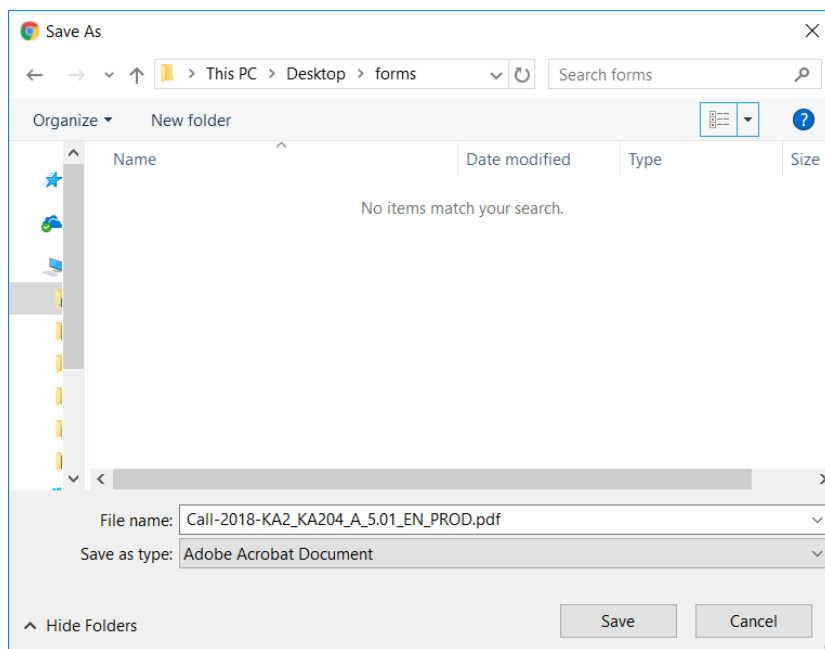 Save As
This PC > Desktop > forms
Search forms
Organize
New folder
Name
Date modified
Type
Size
No items match your search.
File name: Call-2018-KA2_KA204_A_5.01_EN_PROD.pdf
Save as type: Adobe Acrobat Document
Hide Folders
Save
Cancel